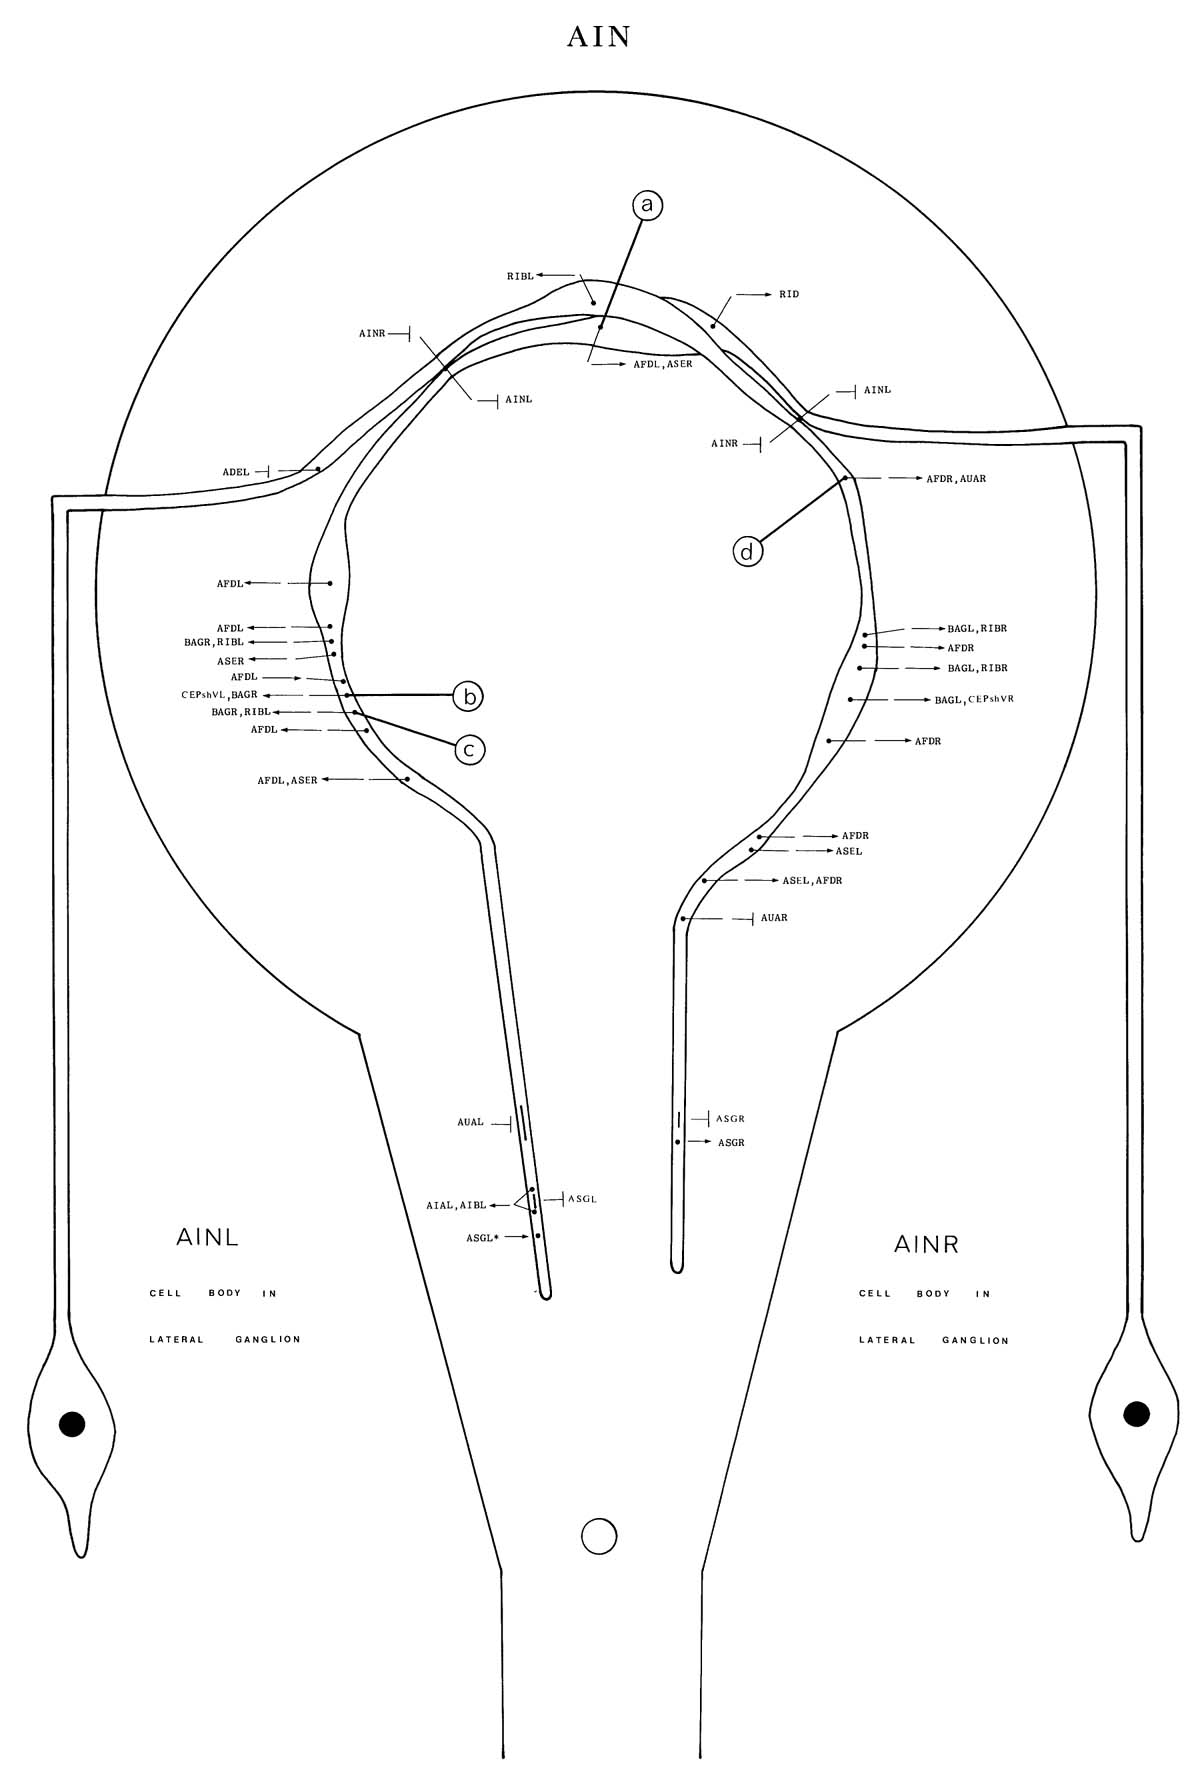 AIN
a
RIBL
RID
AINR
AFDL,ASER
AINL
AINL
AINR
ADEL
AFDR,AUAR
d
AFDL
AFDL
BAGL,RIBR
BAGR,RIBL
AFDR
ASER
BAGL,RIBR
AFDL
CEPshVL,BAGR
b
BAGL,CEPshVR
BAGR,RIBL
AFDL
AFDR
c
AFDL,ASER
AFDR
ASEL
ASEL,AFDR
AUAR
AUAL
ASGR
ASGR
ASGL
AIAL,AIBL
ASGL*
AINL
CELL BODY IN
LATERAL GANGLION
AINR
CELL BODY IN
LATERAL GANGLION